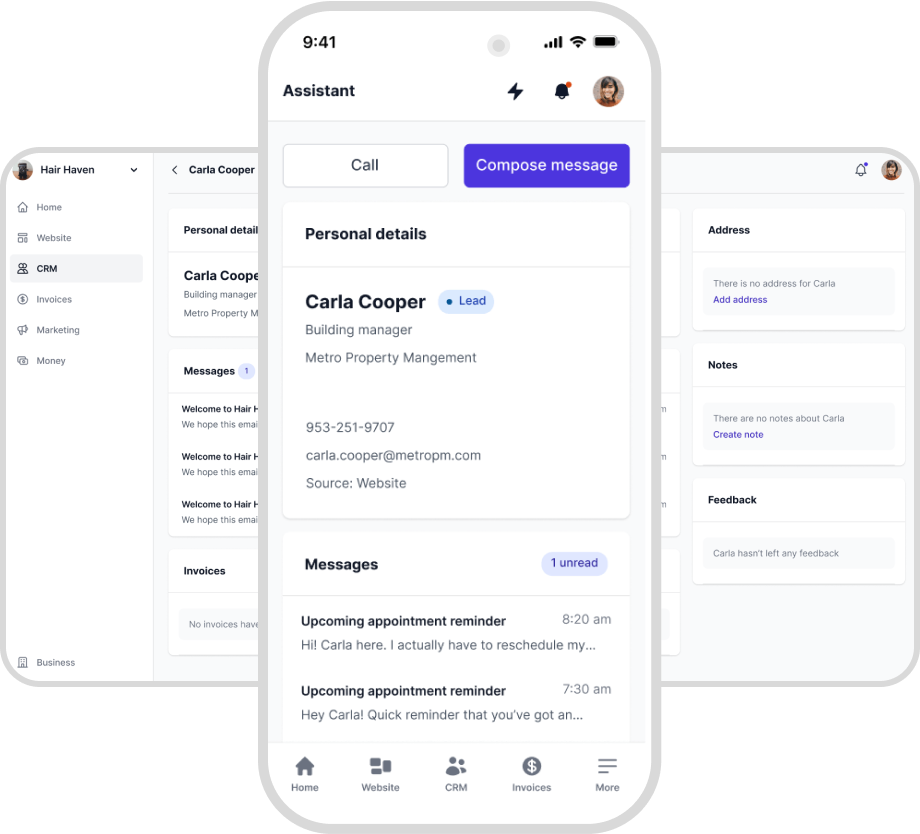 9:41
Assistant
Call
Compose message
Personal details
Carla Cooper
Lead
Building manager
Metro Property Mangement
953-251-9707
carla.cooper@metropm.com
Source: Website
Messages
1 unread
Upcoming appointment reminder
8:20 am
Hi! Carla here. I actually have to reschedule my...
Upcoming appointment reminder
7:30 am
Hey Carla! Quick reminder that you've got an...
Home
Website
CRM
Invoices
More
Hair Haven
Home
Website
CRM
Invoices
Marketing
Money
Business
Carla Cooper
Personal detail
Carla Coope
Building manager
Metro Property M
Messages
1
Welcome to Hair H
We hope this emai
Welcome to Hair H
We hope this emai
Welcome to Hair H
We hope this emai
Invoices
No invoices have
Address
There is no address for Carla
Add address
Notes
There are no notes about Carla
Create note
Feedback
Carla hasn't left any feedback